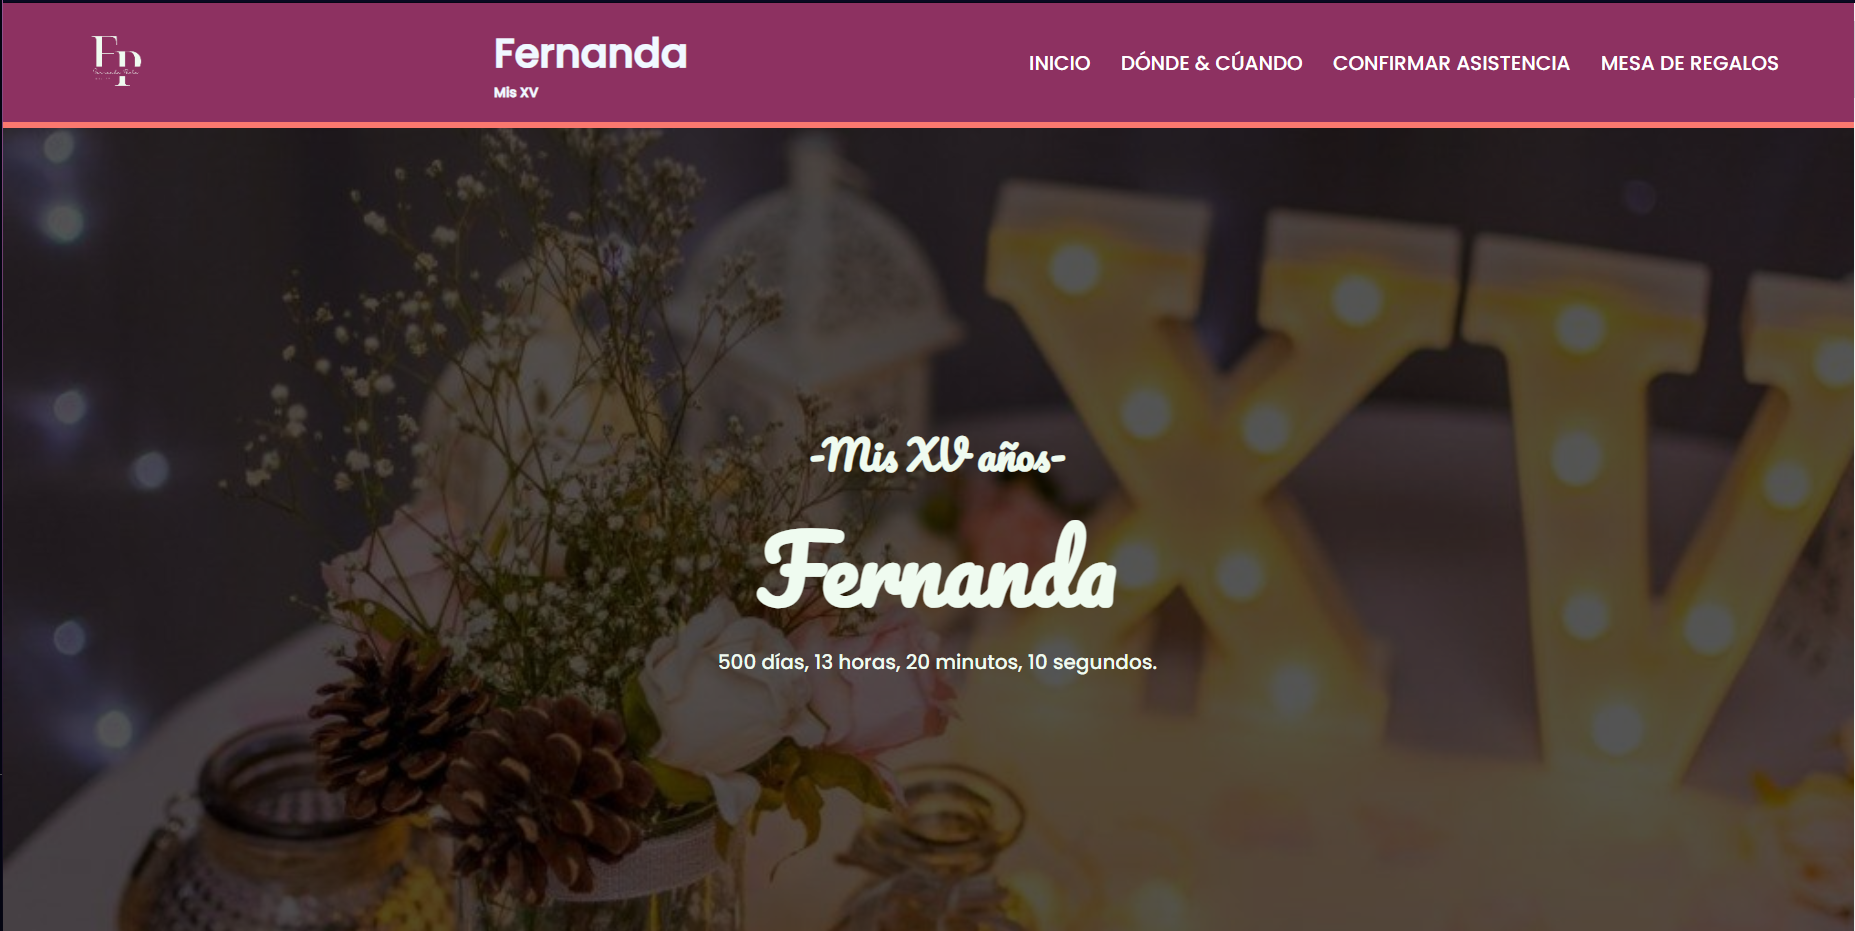 FP
Fernanda
Mis XV
INICIO DÓNDE & CÚANDO CONFIRMAR ASISTENCIA MESA DE REGALOS
XV
-Mis XV años-
Fernanda
500 días, 13 horas, 20 minutos, 10 segundos.